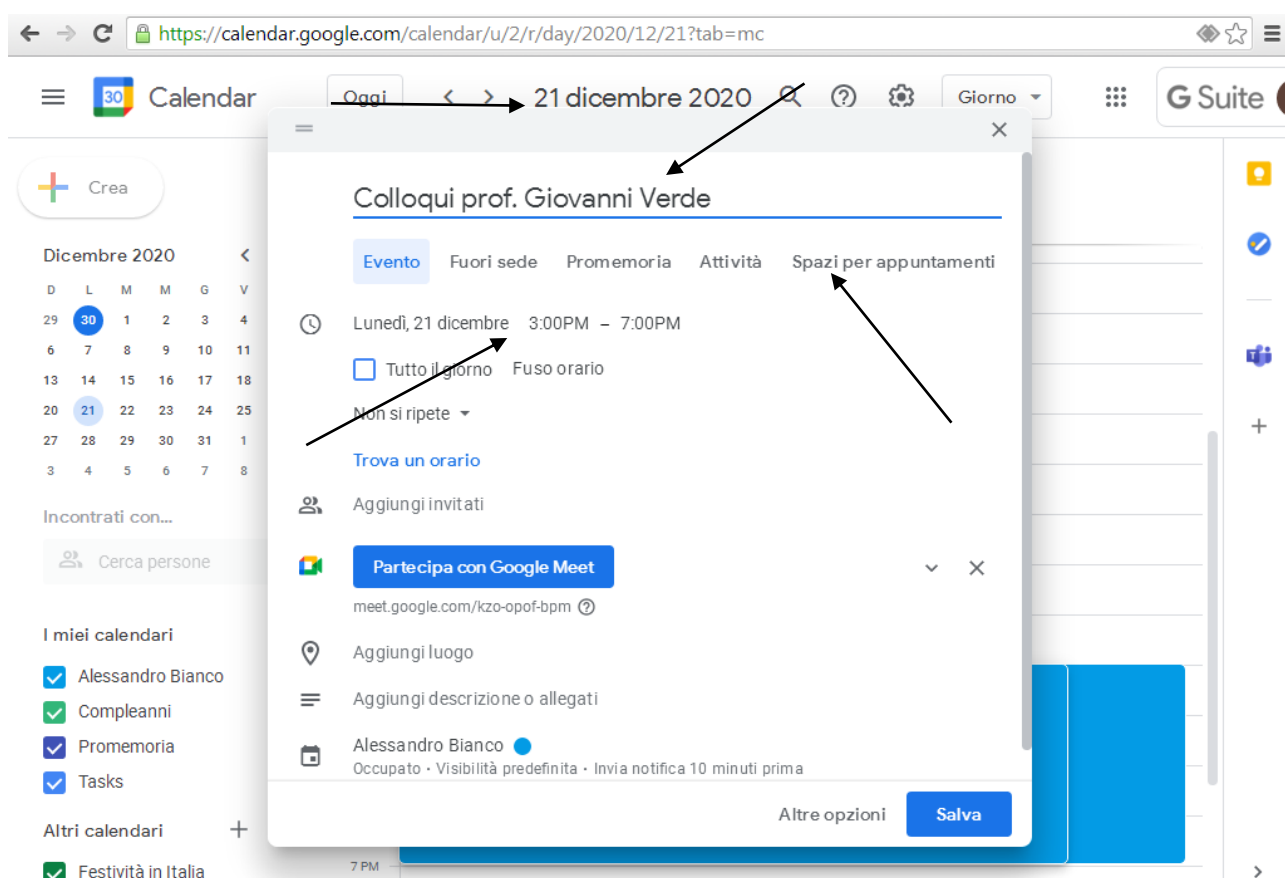 https://calendar.google.com/calendar/u/2/r/day/2020/12/21?tab=mc
30 Calendar Oggi 21 dicembre 2020 Giorno G Suite
Crea
Colloqui prof. Giovanni Verde
Evento Fuori sede Promemoria Attività Spazi per appuntamenti
Lunedì, 21 dicembre 3:00PM – 7:00PM
Tutto il giorno Fuso orario
Non si ripete
Trova un orario
Aggiungi invitati
Partecipa con Google Meet
meet.google.com/kzo-opof-bpm
Aggiungi luogo
Aggiungi descrizione o allegati
Alessandro Bianco
Occupato · Visibilità predefinita · Invia notifica 10 minuti prima
Altre opzioni Salva
Dicembre 2020
D L M M G V
29 30 1 2 3 4
6 7 8 9 10 11
13 14 15 16 17 18
20 21 22 23 24 25
27 28 29 30 31 1
3 4 5 6 7 8
Incontrati con...
Cerca persone
I miei calendari
Alessandro Bianco
Compleanni
Promemoria
Tasks
Altri calendari
Festività in Italia
7 PM